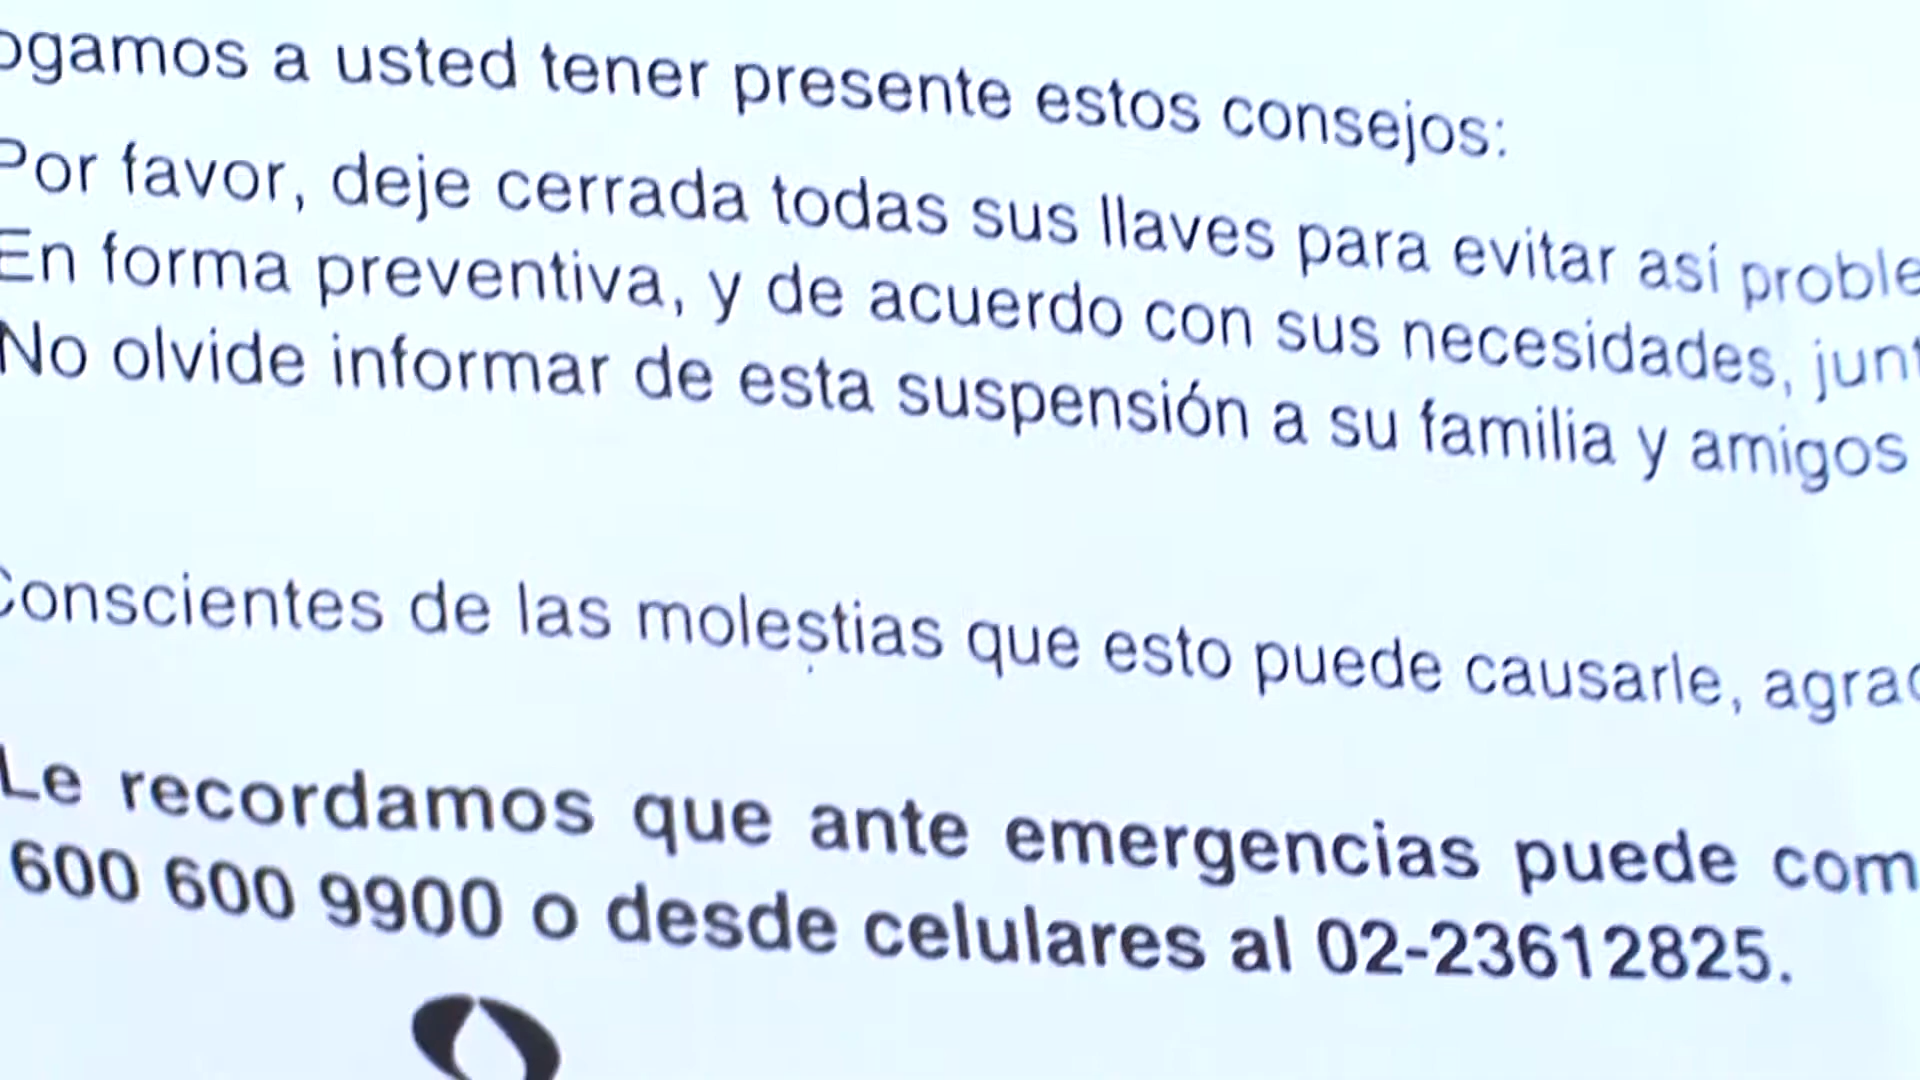 ogamos a usted tener presente estos consejos:
Por favor, deje cerrada todas sus llaves para evitar así proble
En forma preventiva, y de acuerdo con sus necesidades, junt
No olvide informar de esta suspensión a su familia y amigos
Conscientes de las molestias que esto puede causarle, agrad
Le recordamos que ante emergencias puede com
600 600 9900 o desde celulares al 02-23612825.